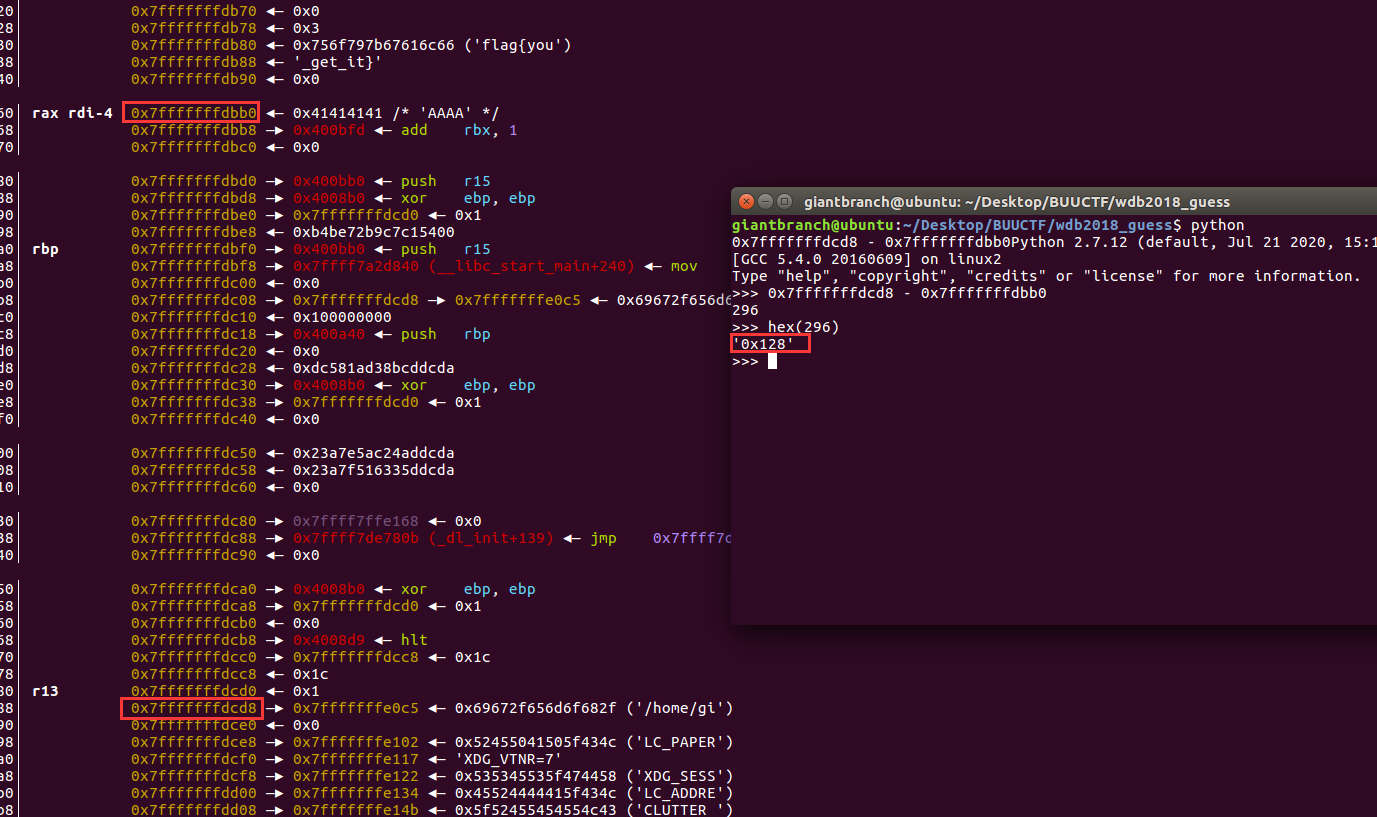 20 0x7fffffffdb70 ◂— 0x0
28 0x7fffffffdb78 ◂— 0x3
30 0x7fffffffdb80 ◂— 0x756f797b67616c66 ('flag{you')
38 0x7fffffffdb88 ◂— '_get_it}'
40 0x7fffffffdb90 ◂— 0x0
60 rax rdi-4 0x7fffffffdbb0 ◂— 0x41414141 /* 'AAAA' */
68 0x7fffffffdbb8 —▸ 0x400bfd ◂— add rbx, 1
70 0x7fffffffdbc0 ◂— 0x0
80 0x7fffffffdbd0 —▸ 0x400bb0 ◂— push r15
88 0x7fffffffdbd8 —▸ 0x4008b0 ◂— xor ebp, ebp
90 0x7fffffffdbe0 —▸ 0x7fffffffdcd0 ◂— 0x1
98 0x7fffffffdbe8 ◂— 0xb4be72b9c7c15400
a0 rbp 0x7fffffffdbf0 —▸ 0x400bb0 ◂— push r15
a8 0x7fffffffdbf8 —▸ 0x7ffff7a2d840 (__libc_start_main+240) ◂— mov
b0 0x7fffffffdc00 ◂— 0x0
b8 0x7fffffffdc08 —▸ 0x7fffffffdcd8 —▸ 0x7fffffffe0c5 ◂— 0x69672f656d6
c0 0x7fffffffdc10 ◂— 0x100000000
c8 0x7fffffffdc18 —▸ 0x400a40 ◂— push rbp
d0 0x7fffffffdc20 ◂— 0x0
d8 0x7fffffffdc28 ◂— 0xdc581ad38bcddcda
e0 0x7fffffffdc30 —▸ 0x4008b0 ◂— xor ebp, ebp
e8 0x7fffffffdc38 —▸ 0x7fffffffdcd0 ◂— 0x1
f0 0x7fffffffdc40 ◂— 0x0
00 0x7fffffffdc50 ◂— 0x23a7e5ac24addcda
08 0x7fffffffdc58 ◂— 0x23a7f516335ddcda
10 0x7fffffffdc60 ◂— 0x0
30 0x7fffffffdc80 —▸ 0x7ffff7ffe168 ◂— 0x0
38 0x7fffffffdc88 —▸ 0x7ffff7de780b (_dl_init+139) ◂— jmp 0x7ffff7d
40 0x7fffffffdc90 ◂— 0x0
50 0x7fffffffdca0 —▸ 0x4008b0 ◂— xor ebp, ebp
58 0x7fffffffdca8 —▸ 0x7fffffffdcd0 ◂— 0x1
60 0x7fffffffdcb0 ◂— 0x0
68 0x7fffffffdcb8 —▸ 0x4008d9 ◂— hlt
70 0x7fffffffdcc0 —▸ 0x7fffffffdcc8 ◂— 0x1c
78 0x7fffffffdcc8 ◂— 0x1c
80 r13 0x7fffffffdcd0 ◂— 0x1
88 0x7fffffffdcd8 —▸ 0x7fffffffe0c5 ◂— 0x69672f656d6f682f ('/home/gi')
90 0x7fffffffdce0 ◂— 0x0
98 0x7fffffffdce8 —▸ 0x7fffffffe102 ◂— 0x52455041505f434c ('LC_PAPER')
a0 0x7fffffffdcf0 —▸ 0x7fffffffe117 ◂— 'XDG_VTNR=7'
a8 0x7fffffffdcf8 —▸ 0x7fffffffe122 ◂— 0x535345535f474458 ('XDG_SESS')
b0 0x7fffffffdd00 —▸ 0x7fffffffe134 ◂— 0x45524444415f434c ('LC_ADDRE')
b8 0x7fffffffdd08 —▸ 0x7fffffffe14b ◂— 0x5f52455454554c43 ('CLUTTER_')
giantbranch@ubuntu: ~/Desktop/BUUCTF/wdb2018_guess
giantbranch@ubuntu:~/Desktop/BUUCTF/wdb2018_guess$ python
0x7fffffffdcd8 - 0x7fffffffdbb0Python 2.7.12 (default, Jul 21 2020, 15:1
[GCC 5.4.0 20160609] on linux2
Type "help", "copyright", "credits" or "license" for more information.
>>> 0x7fffffffdcd8 - 0x7fffffffdbb0
296
>>> hex(296)
'0x128'
>>>